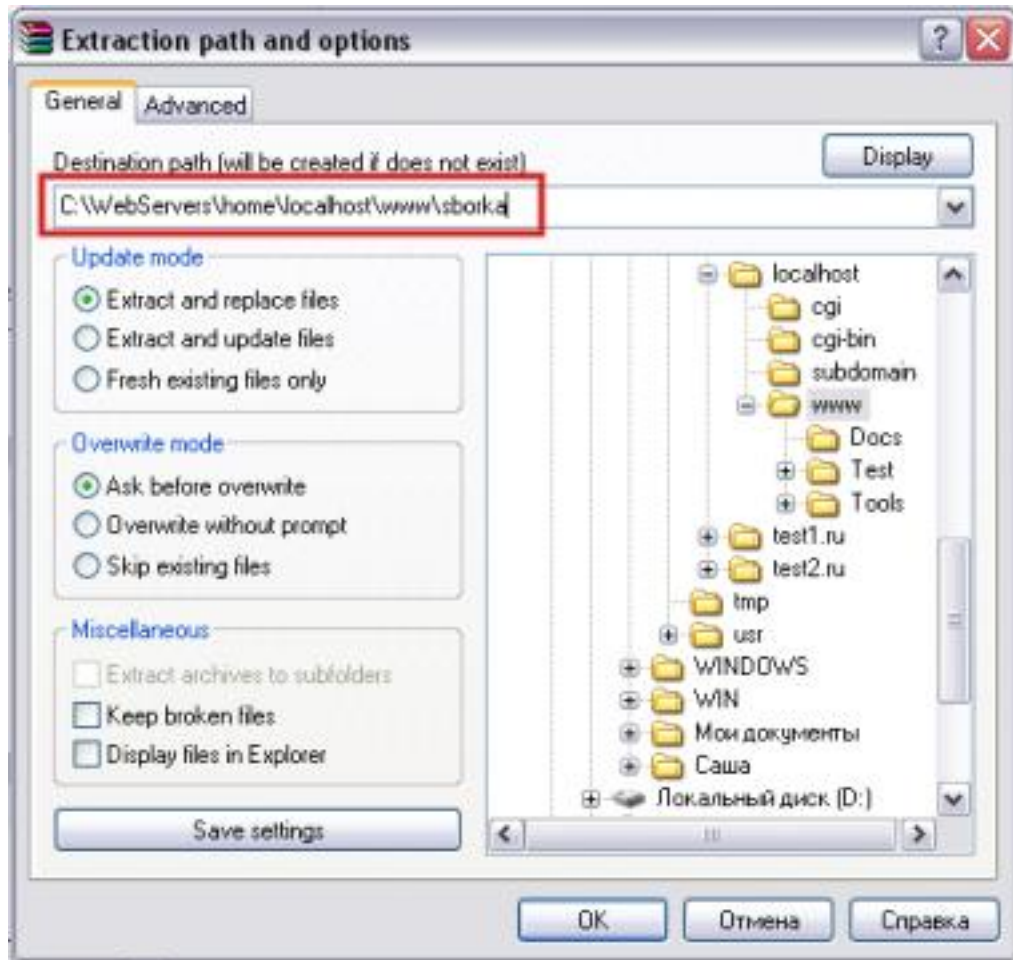 Extraction path and options
General Advanced
Destination path (will be created if does not exist)
Display
C:\WebServers\home\localhost\www\sborka
Update mode
Extract and replace files
Extract and update files
Fresh existing files only
Overwrite mode
Ask before overwrite
Overwrite without prompt
Skip existing files
Miscellaneous
Extract archives to subfolders
Keep broken files
Display files in Explorer
Save settings
localhost
cgi
cgi-bin
subdomain
www
Docs
Test
Tools
test1.ru
test2.ru
tmp
usr
WINDOWS
WIN
Мои документы
Саша
Локальный диск (D:)
OK Отмена Справка